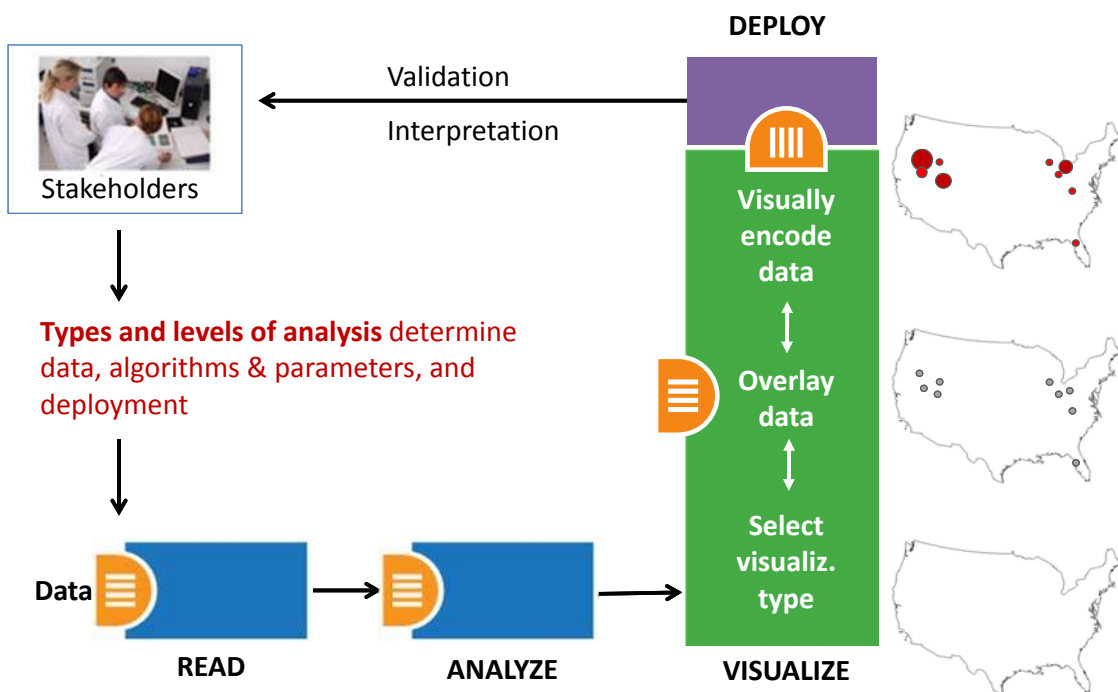 DEPLOY
Validation
Interpretation
Stakeholders
Types and levels of analysis determine
data, algorithms & parameters, and
deployment
Visually
encode
data
Overlay
data
Select
visualiz.
type
Data
READ
ANALYZE
VISUALIZE